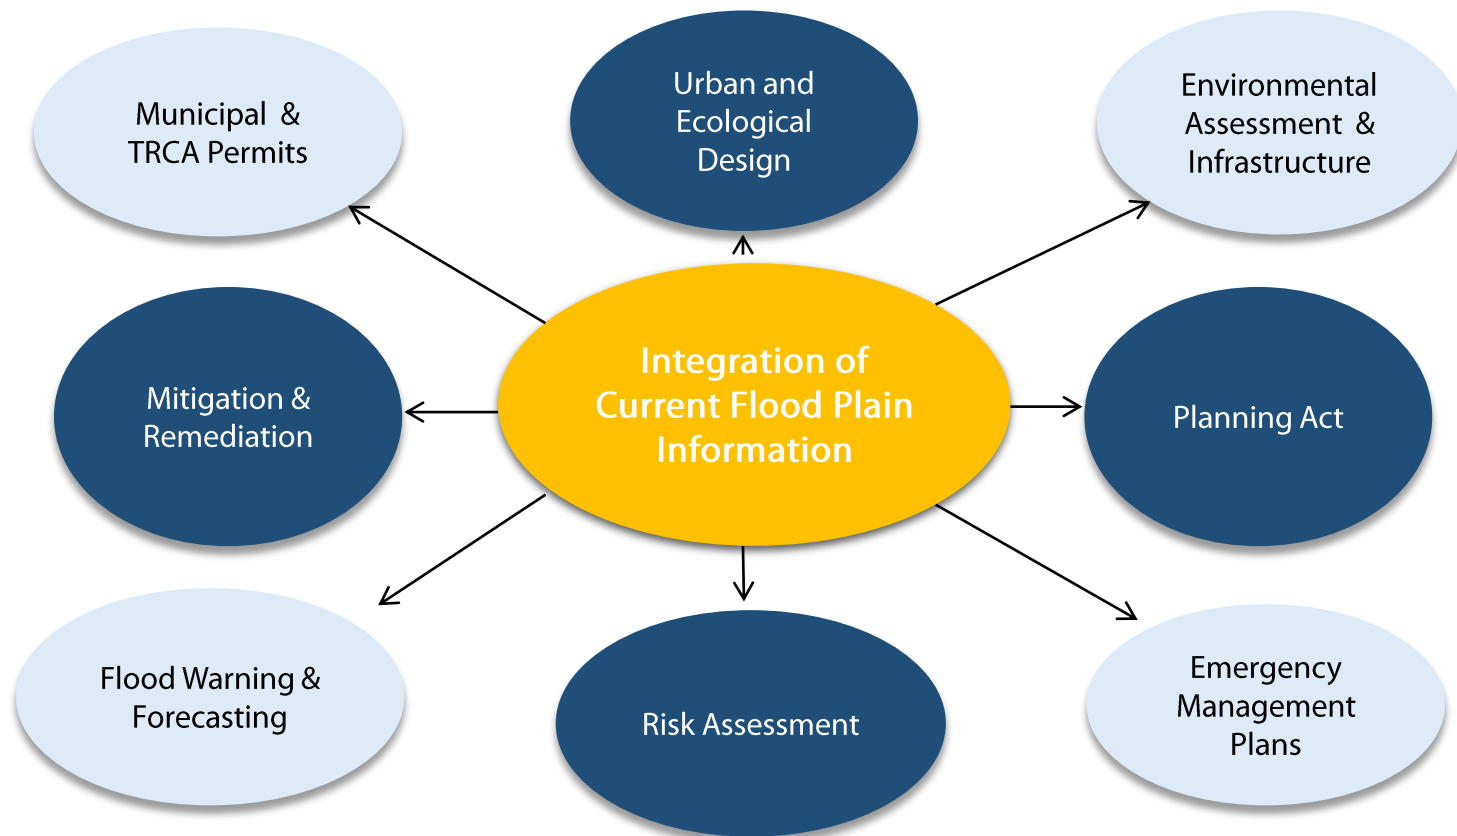 Municipal &
TRCA Permits
Urban and
Ecological
Design
Environmental
Assessment &
Infrastructure
Mitigation &
Remediation
Integration of
Current Flood Plain
Information
Planning Act
Flood Warning &
Forecasting
Risk Assessment
Emergency
Management
Plans